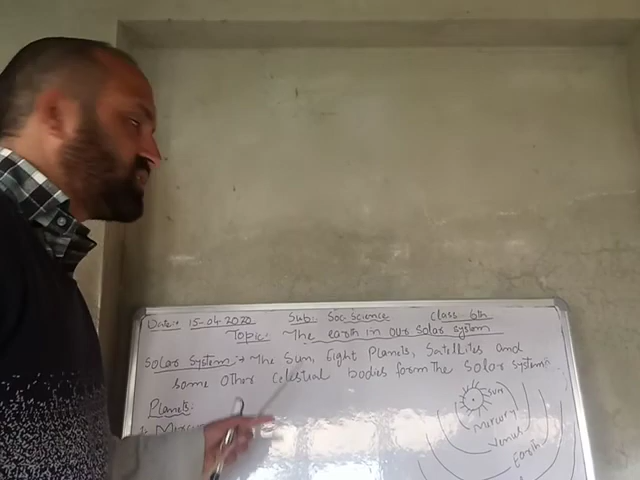 Date: 15-04-2020 Sub:. Soc. Science Class 6th
Topic: The earth in our solar system
Solar System :→ The Sun, Eight Planets, Satellites and
some other celestial bodies form the solar system.
Planets:
Sun
Mercury
Venus
Earth